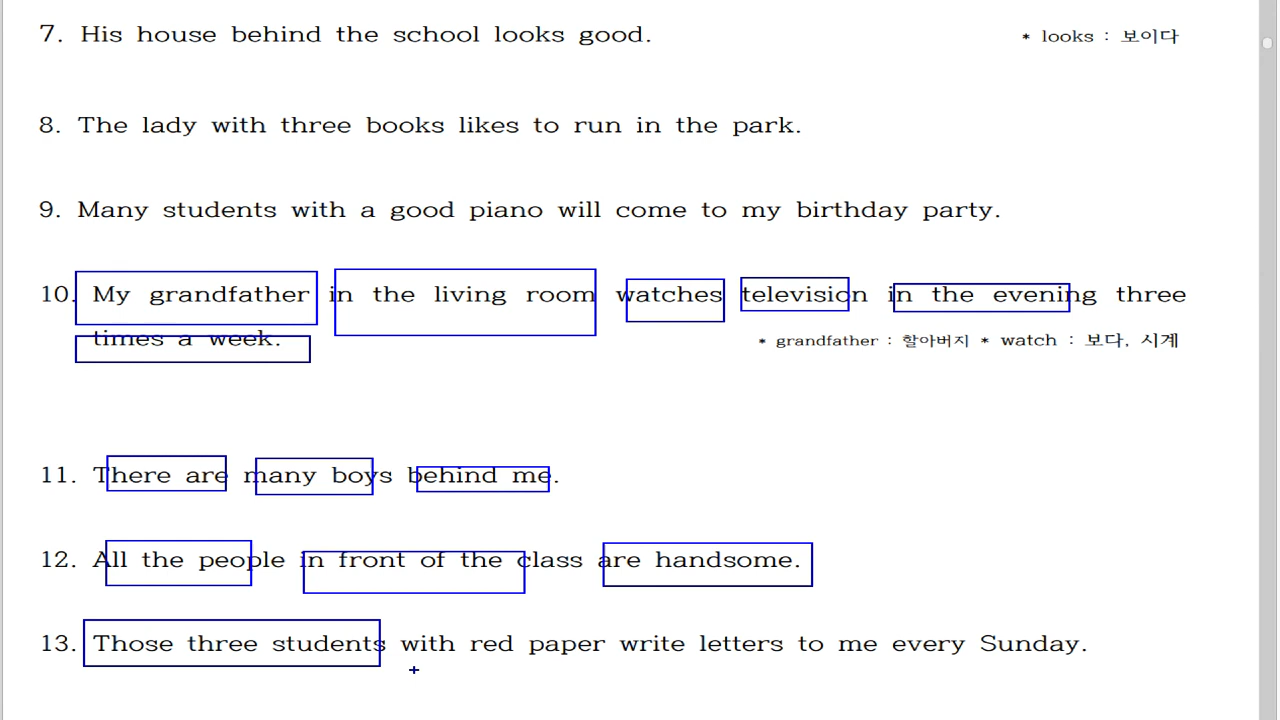 7. His house behind the school looks good. * looks : 보이다
8. The lady with three books likes to run in the park.
9. Many students with a good piano will come to my birthday party.
10. My grandfather in the living room watches television in the evening three
times a week. * grandfather : 할아버지 * watch : 보다, 시계
11. There are many boys behind me.
12. All the people in front of the class are handsome.
13. Those three students with red paper write letters to me every Sunday.